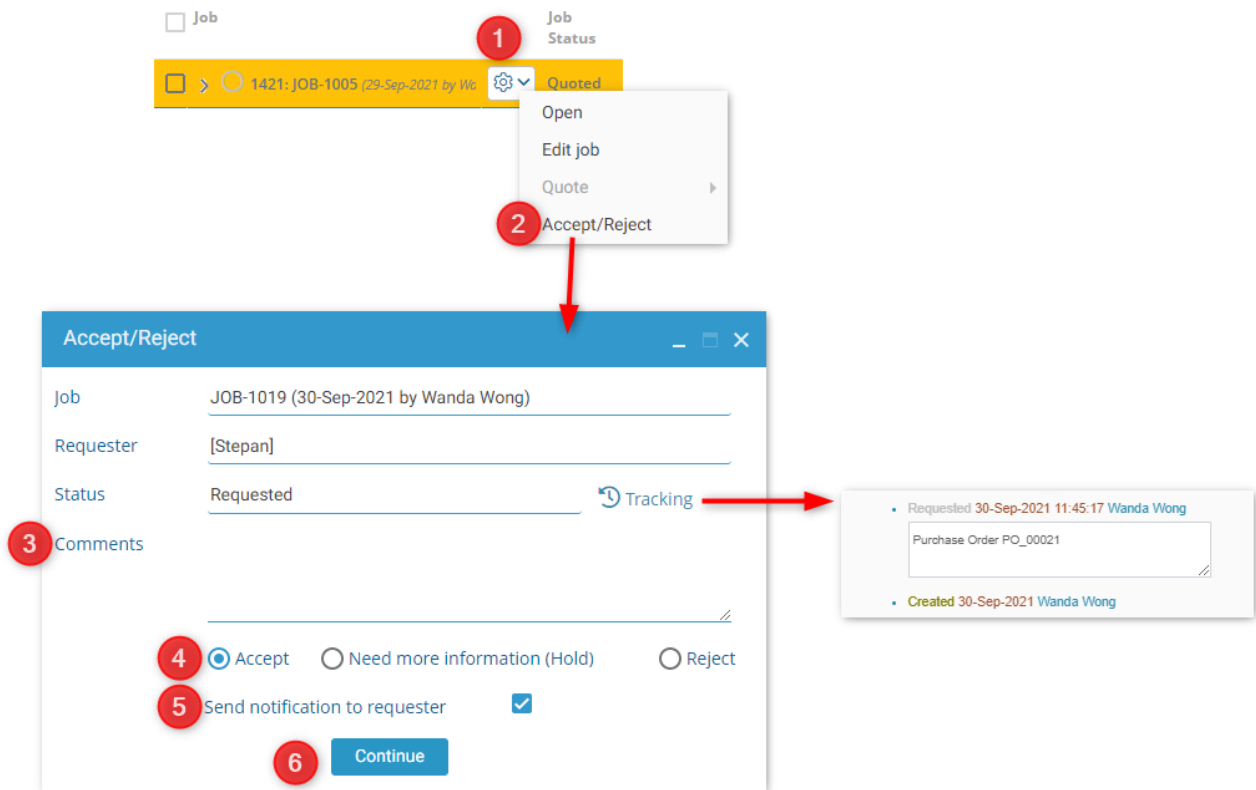 Job
Job
Status
1
1421: JOB-1005 (29-Sep-2021 by Wc
Quoted
Open
Edit job
Quote
2
Accept/Reject
Accept/Reject
Job
JOB-1019 (30-Sep-2021 by Wanda Wong)
Requester
[Stepan]
Status
Requested
Tracking
Requested 30-Sep-2021 11:45:17 Wanda Wong
Purchase Order PO_00021
Created 30-Sep-2021 Wanda Wong
3
Comments
4
Accept
Need more information (Hold)
Reject
5
Send notification to requester
6
Continue